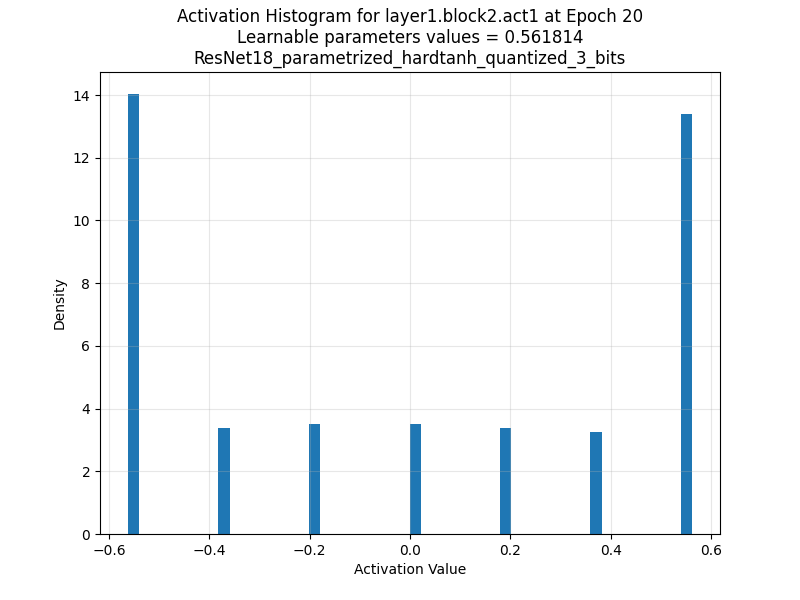 Activation Histogram for layer1.block2.act1 at Epoch 20
Learnable parameters values = 0.561814
ResNet18_parametrized_hardtanh_quantized_3_bits
14
12
10
8
6
4
2
0
Density
−0.6 −0.4 −0.2 0.0 0.2 0.4 0.6
Activation Value